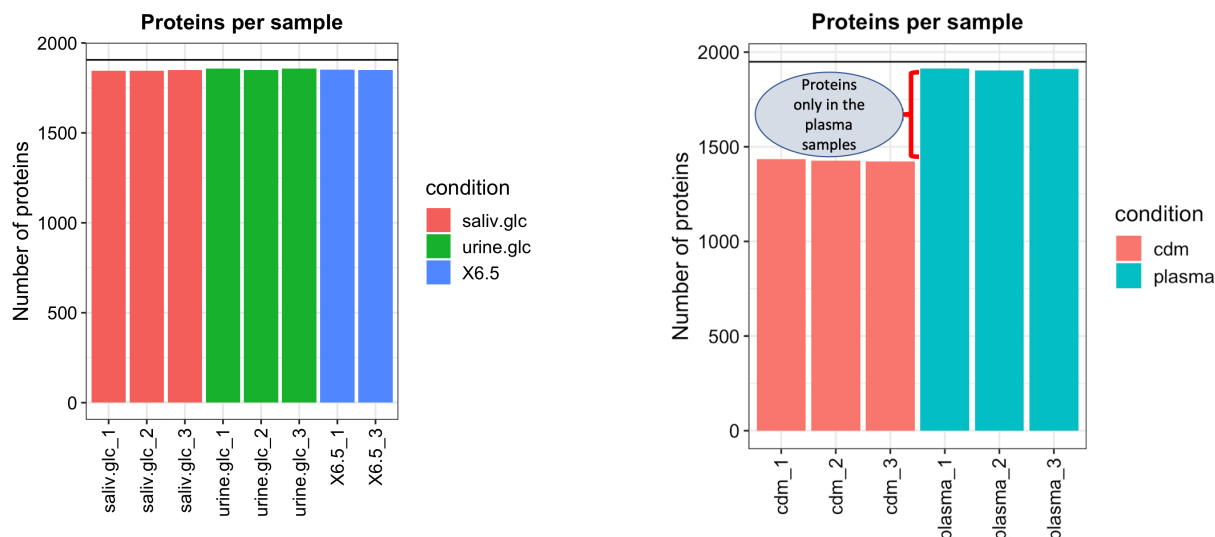 Proteins per sample
Number of proteins
2000
1500
1000
500
0
saliv.glc_1
saliv.glc_2
saliv.glc_3
urine.glc_1
urine.glc_2
urine.glc_3
X6.5_1
X6.5_3
condition
saliv.glc
urine.glc
X6.5
Proteins per sample
Number of proteins
2000
1500
1000
500
0
Proteins
only in the
plasma
samples
cdm_1
cdm_2
cdm_3
plasma_1
plasma_2
plasma_3
condition
cdm
plasma